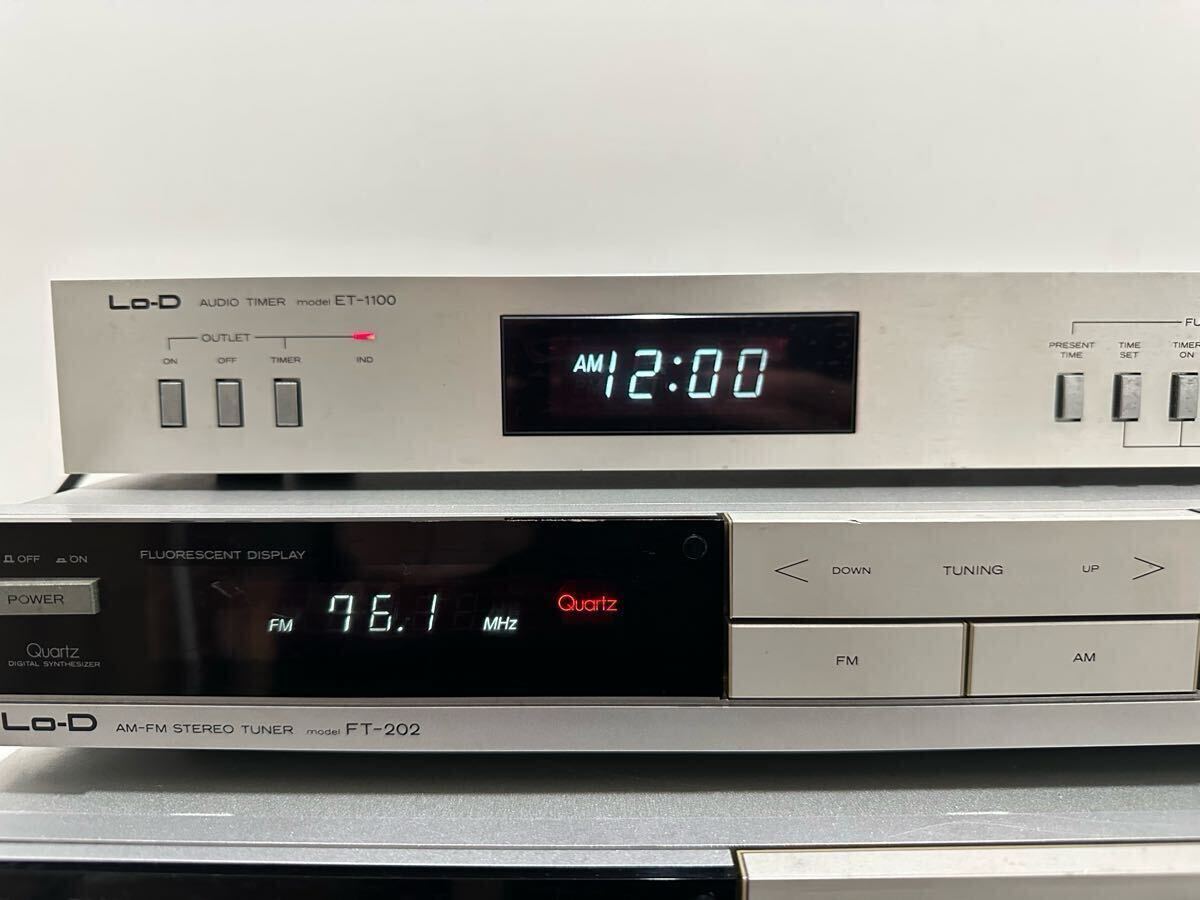 Lo-D AUDIO TIMER model ET-1100
OUTLET
ON OFF TIMER IND
AM 12:00
PRESENT TIME
TIME SET
TIMER ON
OFF ON
POWER
Quartz
DIGITAL SYNTHESIZER
FLUORESCENT DISPLAY
FM 76.1 MHz
Quartz
DOWN TUNING UP
FM
AM
Lo-D AM-FM STEREO TUNER model FT-202